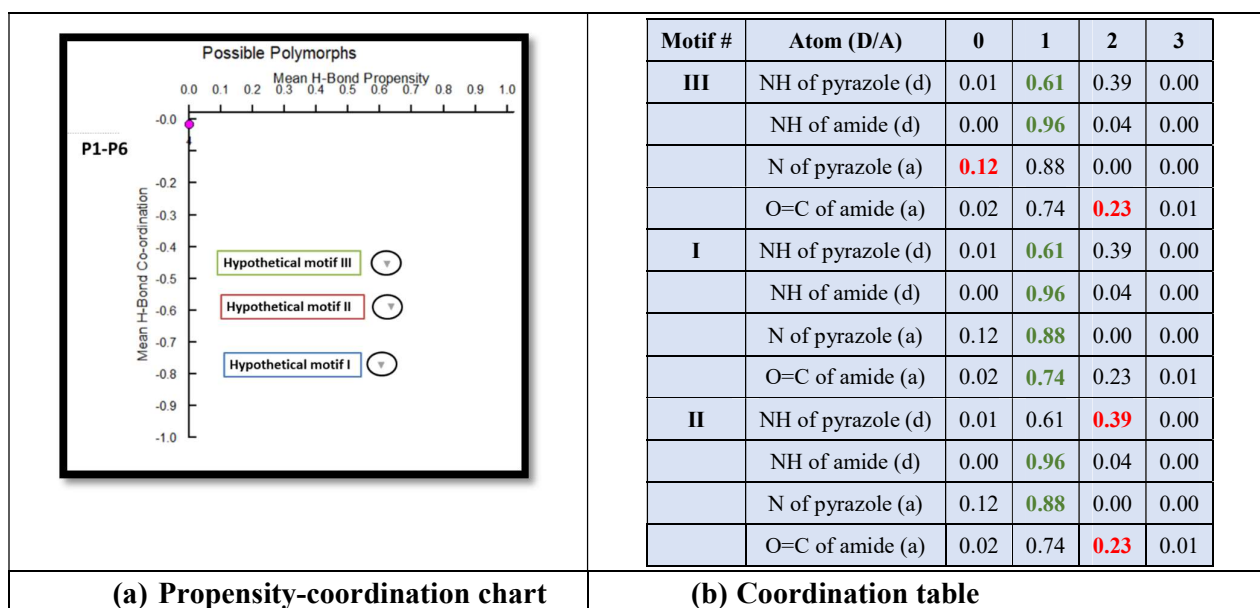 Possible Polymorphs
Mean H-Bond Propensity
0.0 0.1 0.2 0.3 0.4 0.5 0.6 0.7 0.8 0.9 1.0
-0.0
4
P1-P6
-0.2
-0.3
-0.4
-0.5
-0.6
-0.7
-0.8
-0.9
-1.0
Mean H-Bond Co-ordination
Hypothetical motif III
Hypothetical motif II
Hypothetical motif I
(a) Propensity-coordination chart
Motif # Atom (D/A) 0 1 2 3
III NH of pyrazole (d) 0.01 0.61 0.39 0.00
NH of amide (d) 0.00 0.96 0.04 0.00
N of pyrazole (a) 0.12 0.88 0.00 0.00
O=C of amide (a) 0.02 0.74 0.23 0.01
I NH of pyrazole (d) 0.01 0.61 0.39 0.00
NH of amide (d) 0.00 0.96 0.04 0.00
N of pyrazole (a) 0.12 0.88 0.00 0.00
O=C of amide (a) 0.02 0.74 0.23 0.01
II NH of pyrazole (d) 0.01 0.61 0.39 0.00
NH of amide (d) 0.00 0.96 0.04 0.00
N of pyrazole (a) 0.12 0.88 0.00 0.00
O=C of amide (a) 0.02 0.74 0.23 0.01
(b) Coordination table